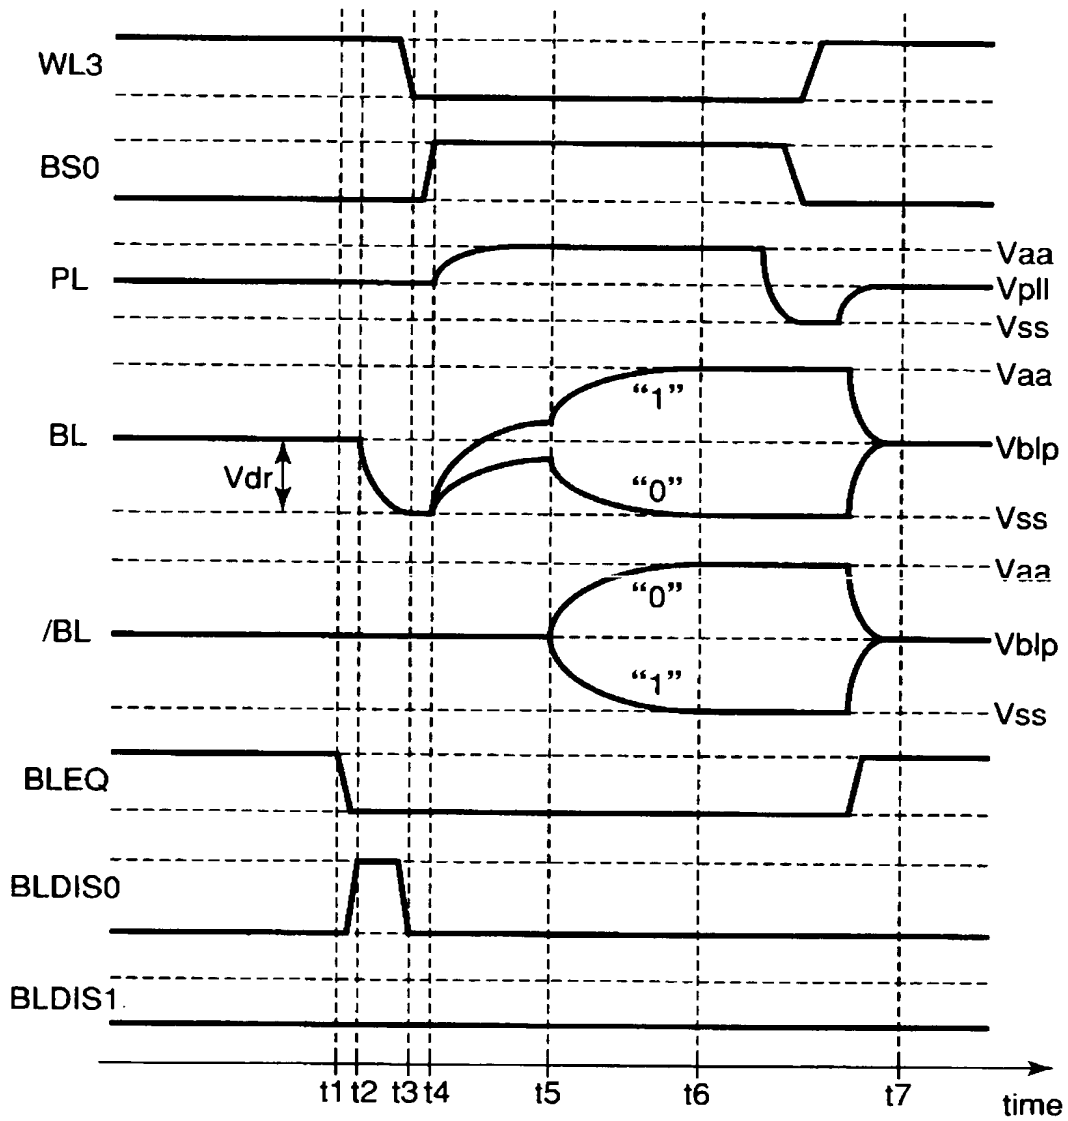 WL3
BS0
PL
Vaa
Vpll
Vss
BL
Vdr
"1"
"0"
Vaa
Vblp
Vss
/BL
"0"
"1"
Vaa
Vblp
Vss
BLEQ
BLDIS0
BLDIS1
t1 t2 t3 t4 t5 t6 t7
time